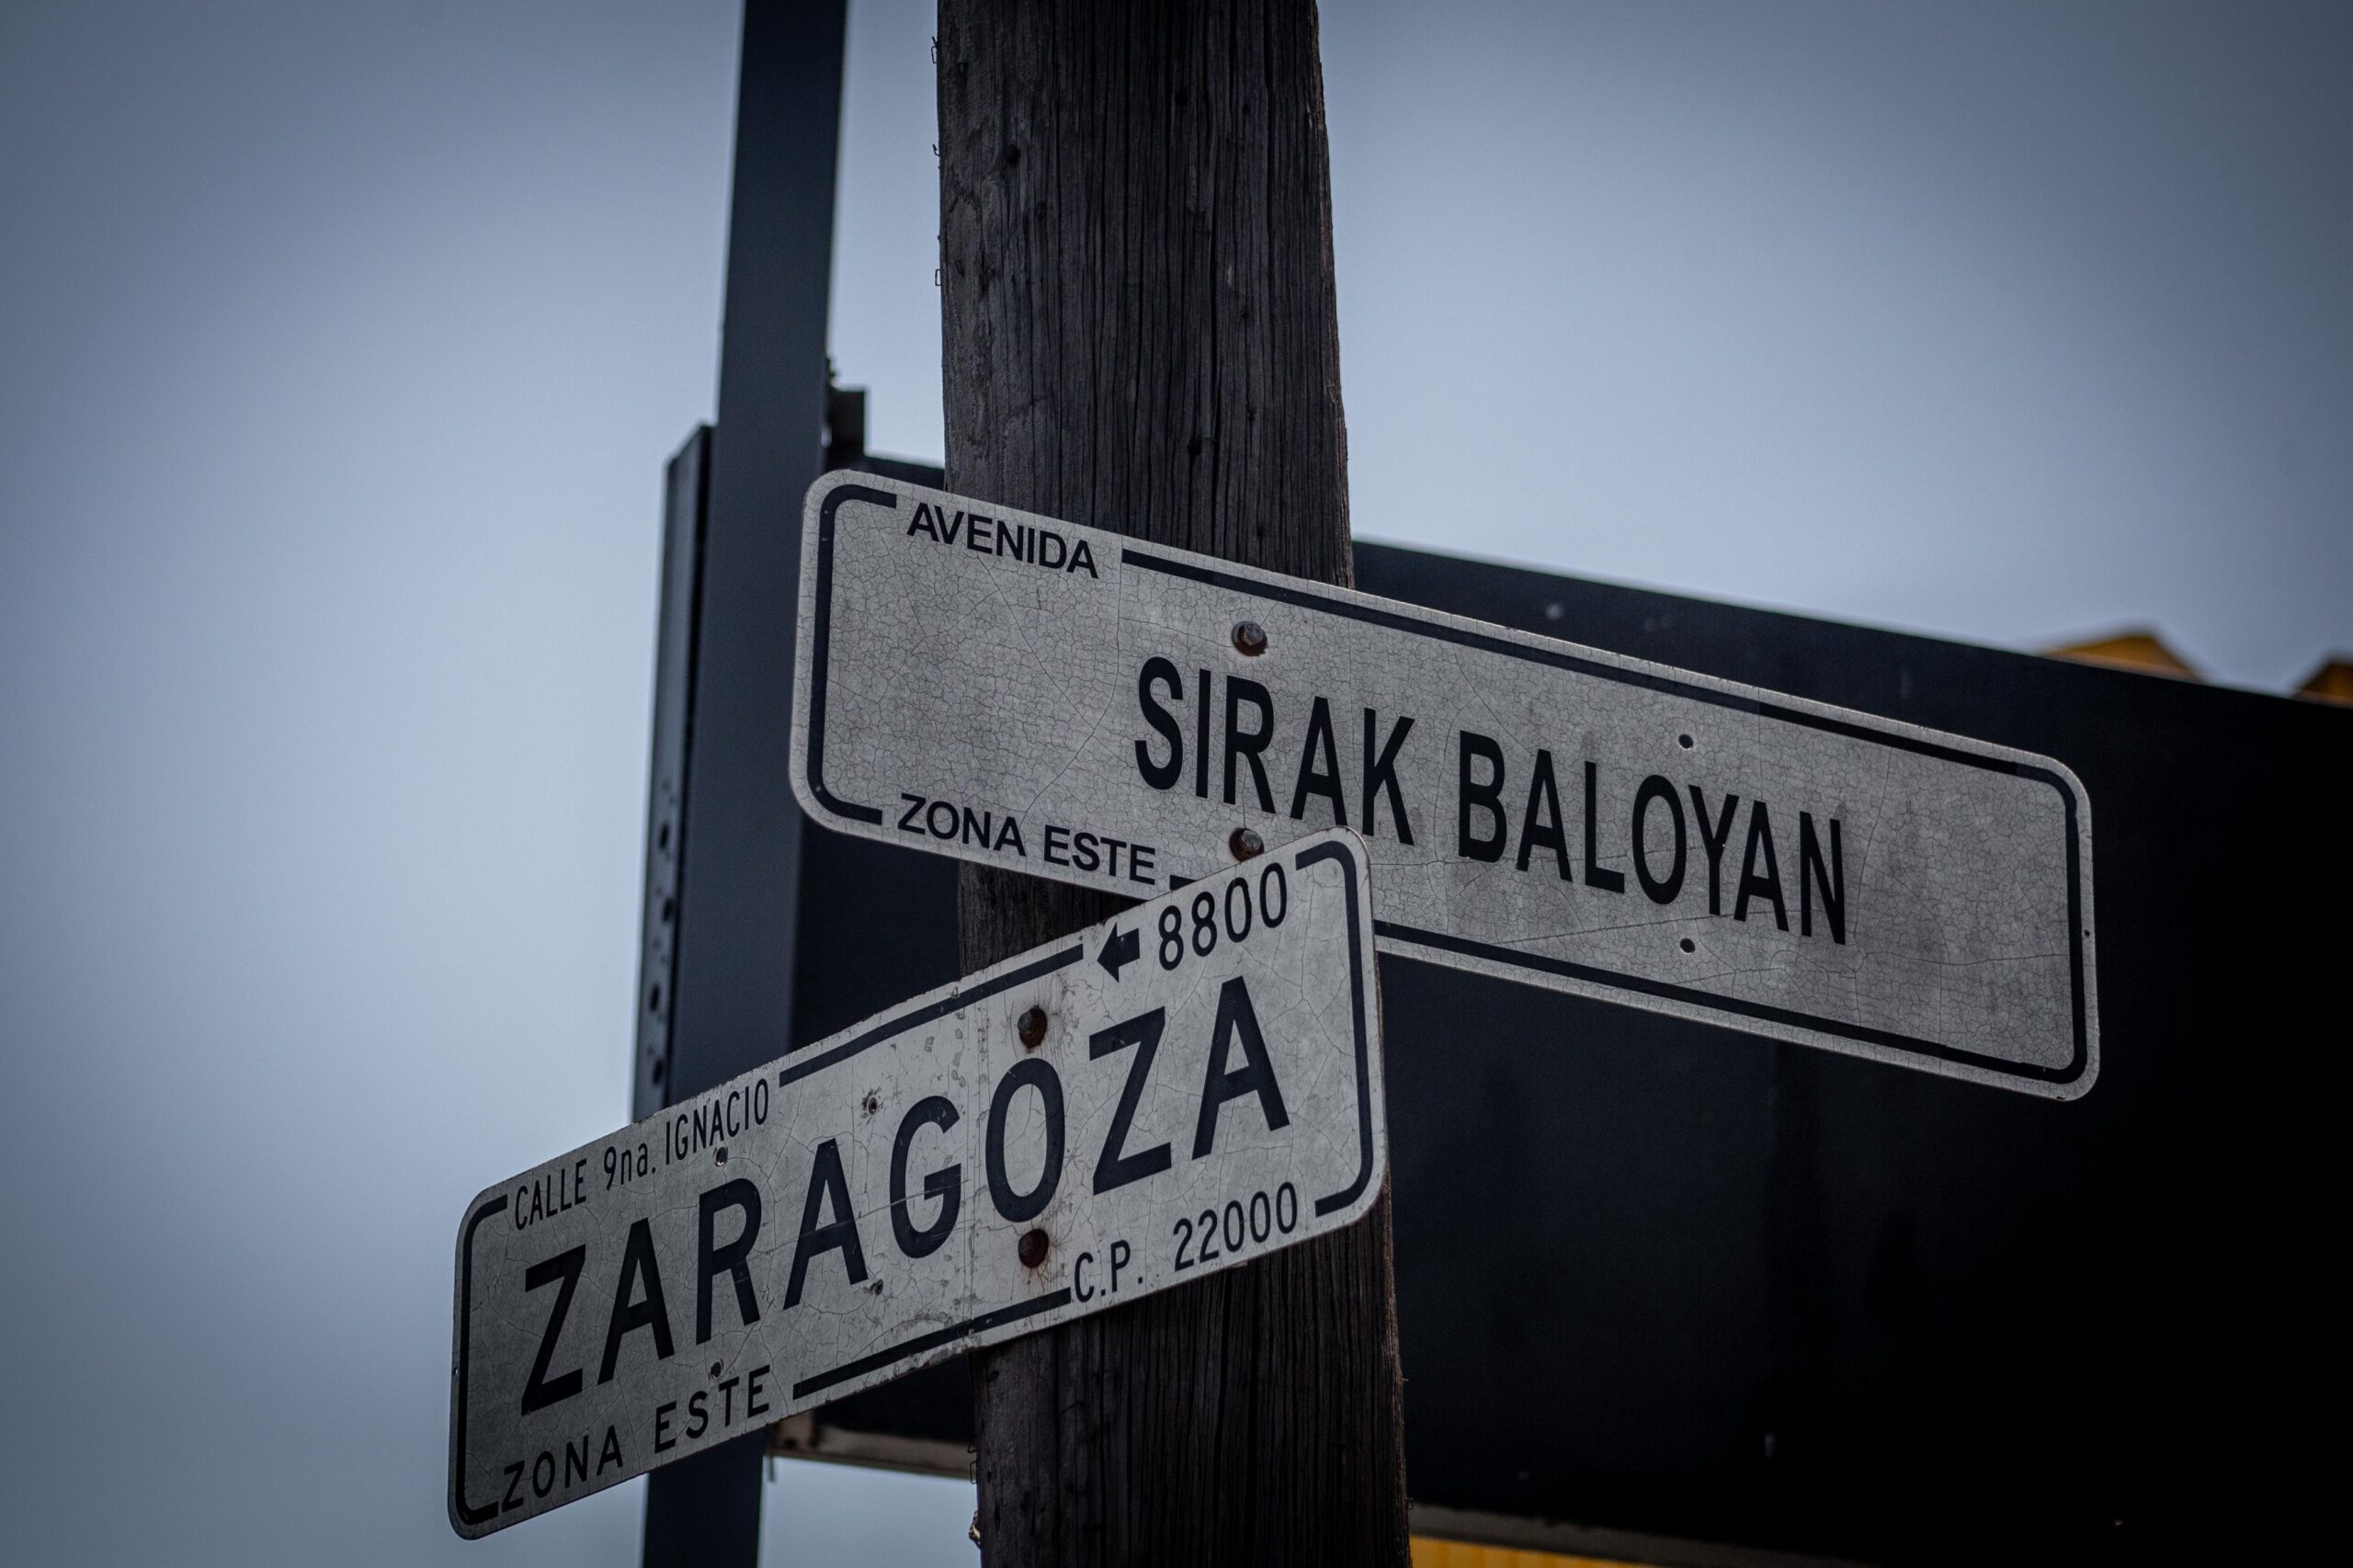 AVENIDA
SIRAK BALOYAN
ZONA ESTE
← 8800
CALLE 9na. IGNACIO
ZARAGOZA
C.P. 22000
ZONA ESTE